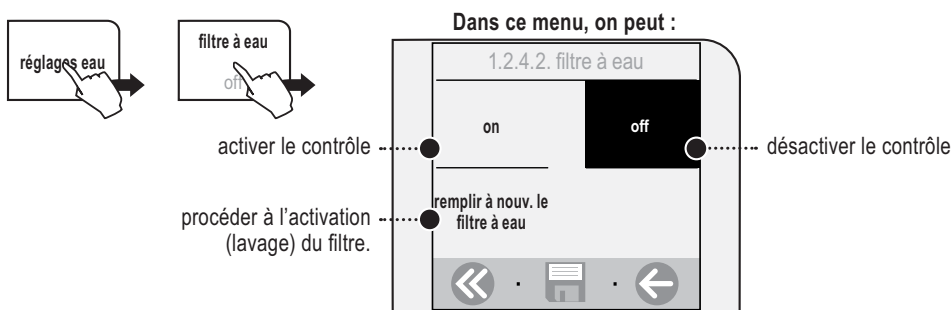 Dans ce menu, on peut :
réglages eau
filtre à eau
off
1.2.4.2. filtre à eau
on
off
activer le contrôle
désactiver le contrôle
remplir à nouv. le
filtre à eau
procéder à l’activation
(lavage) du filtre.